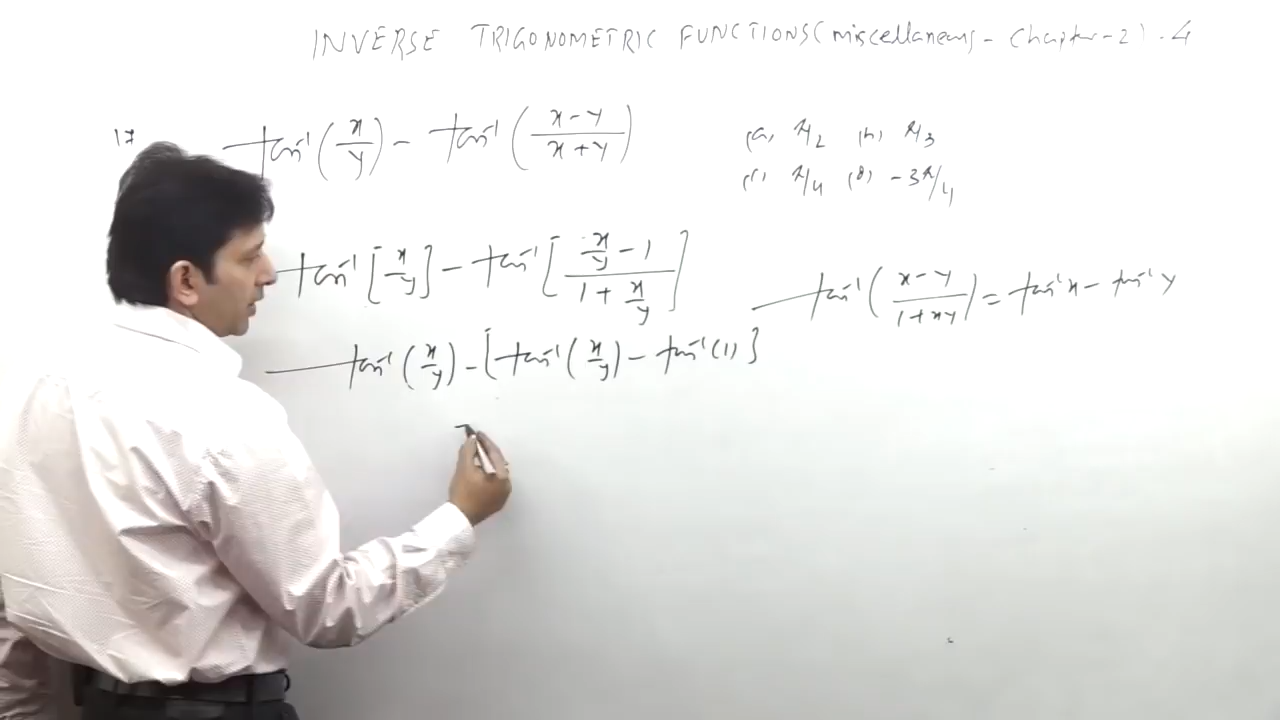 INVERSE TRIGONOMETRIC FUNCTIONS (miscellaneous - Chapter-2) - 4
17 tan⁻¹(x/y) - tan⁻¹((x-y)/(x+y)) (a) π/2 (b) π/3
(c) π/4 (d) -3π/4
tan⁻¹[x/y] - tan⁻¹[(x/y - 1)/(1 + x/y)]
tan⁻¹((x-y)/(1+xy)) = tan⁻¹x - tan⁻¹y
tan⁻¹(x/y) - [tan⁻¹(x/y) - tan⁻¹(1)]